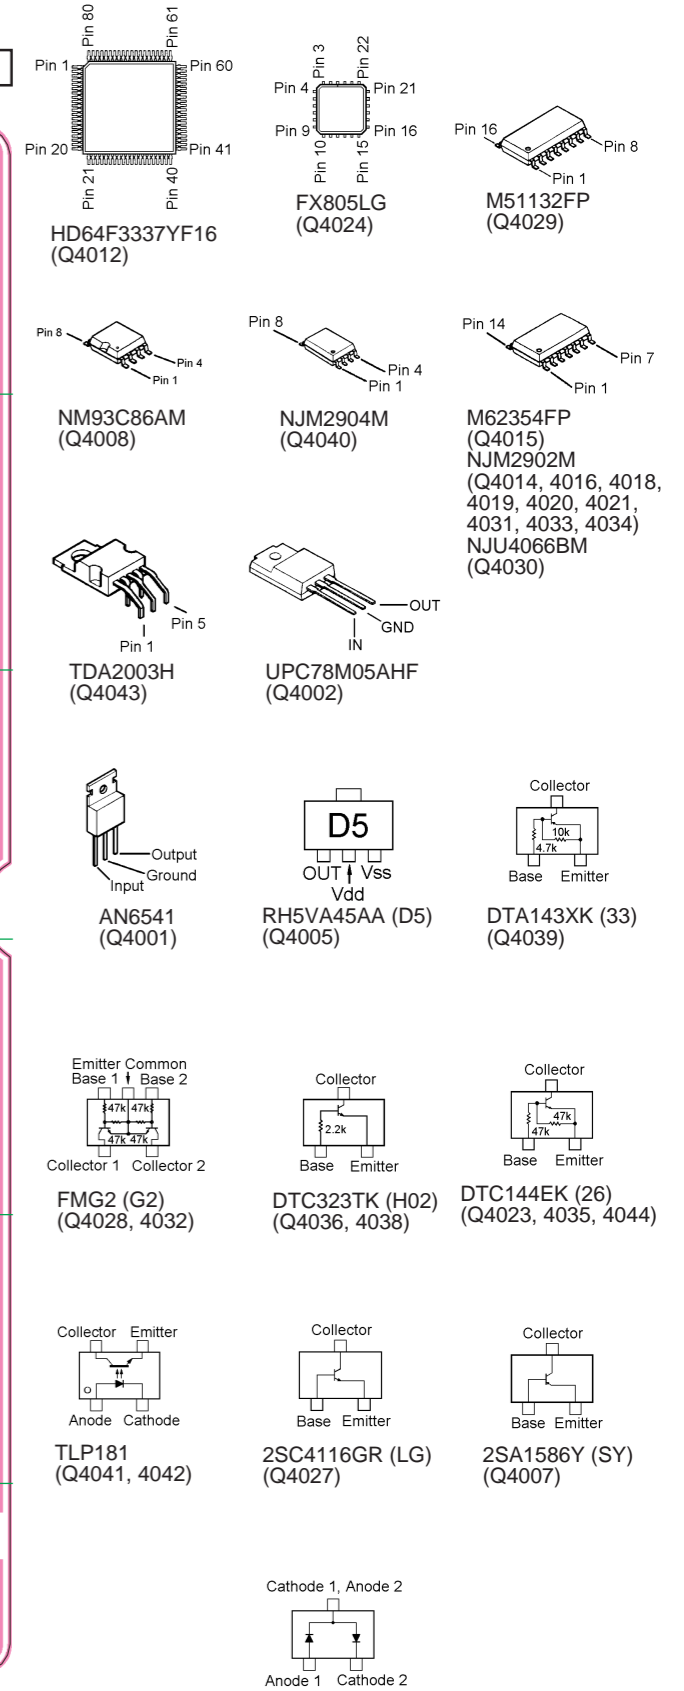 Pin 80
Pin 61
Pin 1
Pin 60
Pin 20
Pin 41
Pin 21
Pin 40
HD64F3337YF16
(Q4012)
Pin 3
Pin 22
Pin 4
Pin 21
Pin 9
Pin 16
Pin 10
Pin 15
FX805LG
(Q4024)
Pin 16
Pin 8
Pin 1
M51132FP
(Q4029)
Pin 8
Pin 4
Pin 1
NM93C86AM
(Q4008)
Pin 8
Pin 4
Pin 1
NJM2904M
(Q4040)
Pin 14
Pin 7
Pin 1
M62354FP
(Q4015)
NJM2902M
(Q4014, 4016, 4018,
4019, 4020, 4021,
4031, 4033, 4034)
NJU4066BM
(Q4030)
Pin 5
Pin 1
TDA2003H
(Q4043)
OUT
GND
IN
UPC78M05AHF
(Q4002)
Output
Ground
Input
AN6541
(Q4001)
D5
OUT
Vss
Vdd
RH5VA45AA (D5)
(Q4005)
Collector
10k
4.7k
Base Emitter
DTA143XK (33)
(Q4039)
Emitter Common
Base 1 Base 2
47k 47k
47k 47k
Collector 1 Collector 2
FMG2 (G2)
(Q4028, 4032)
Collector
2.2k
Base Emitter
DTC323TK (H02)
(Q4036, 4038)
Collector
47k
47k
Base Emitter
DTC144EK (26)
(Q4023, 4035, 4044)
Collector Emitter
Anode Cathode
TLP181
(Q4041, 4042)
Collector
Base Emitter
2SC4116GR (LG)
(Q4027)
Collector
Base Emitter
2SA1586Y (SY)
(Q4007)
Cathode 1, Anode 2
Anode 1 Cathode 2